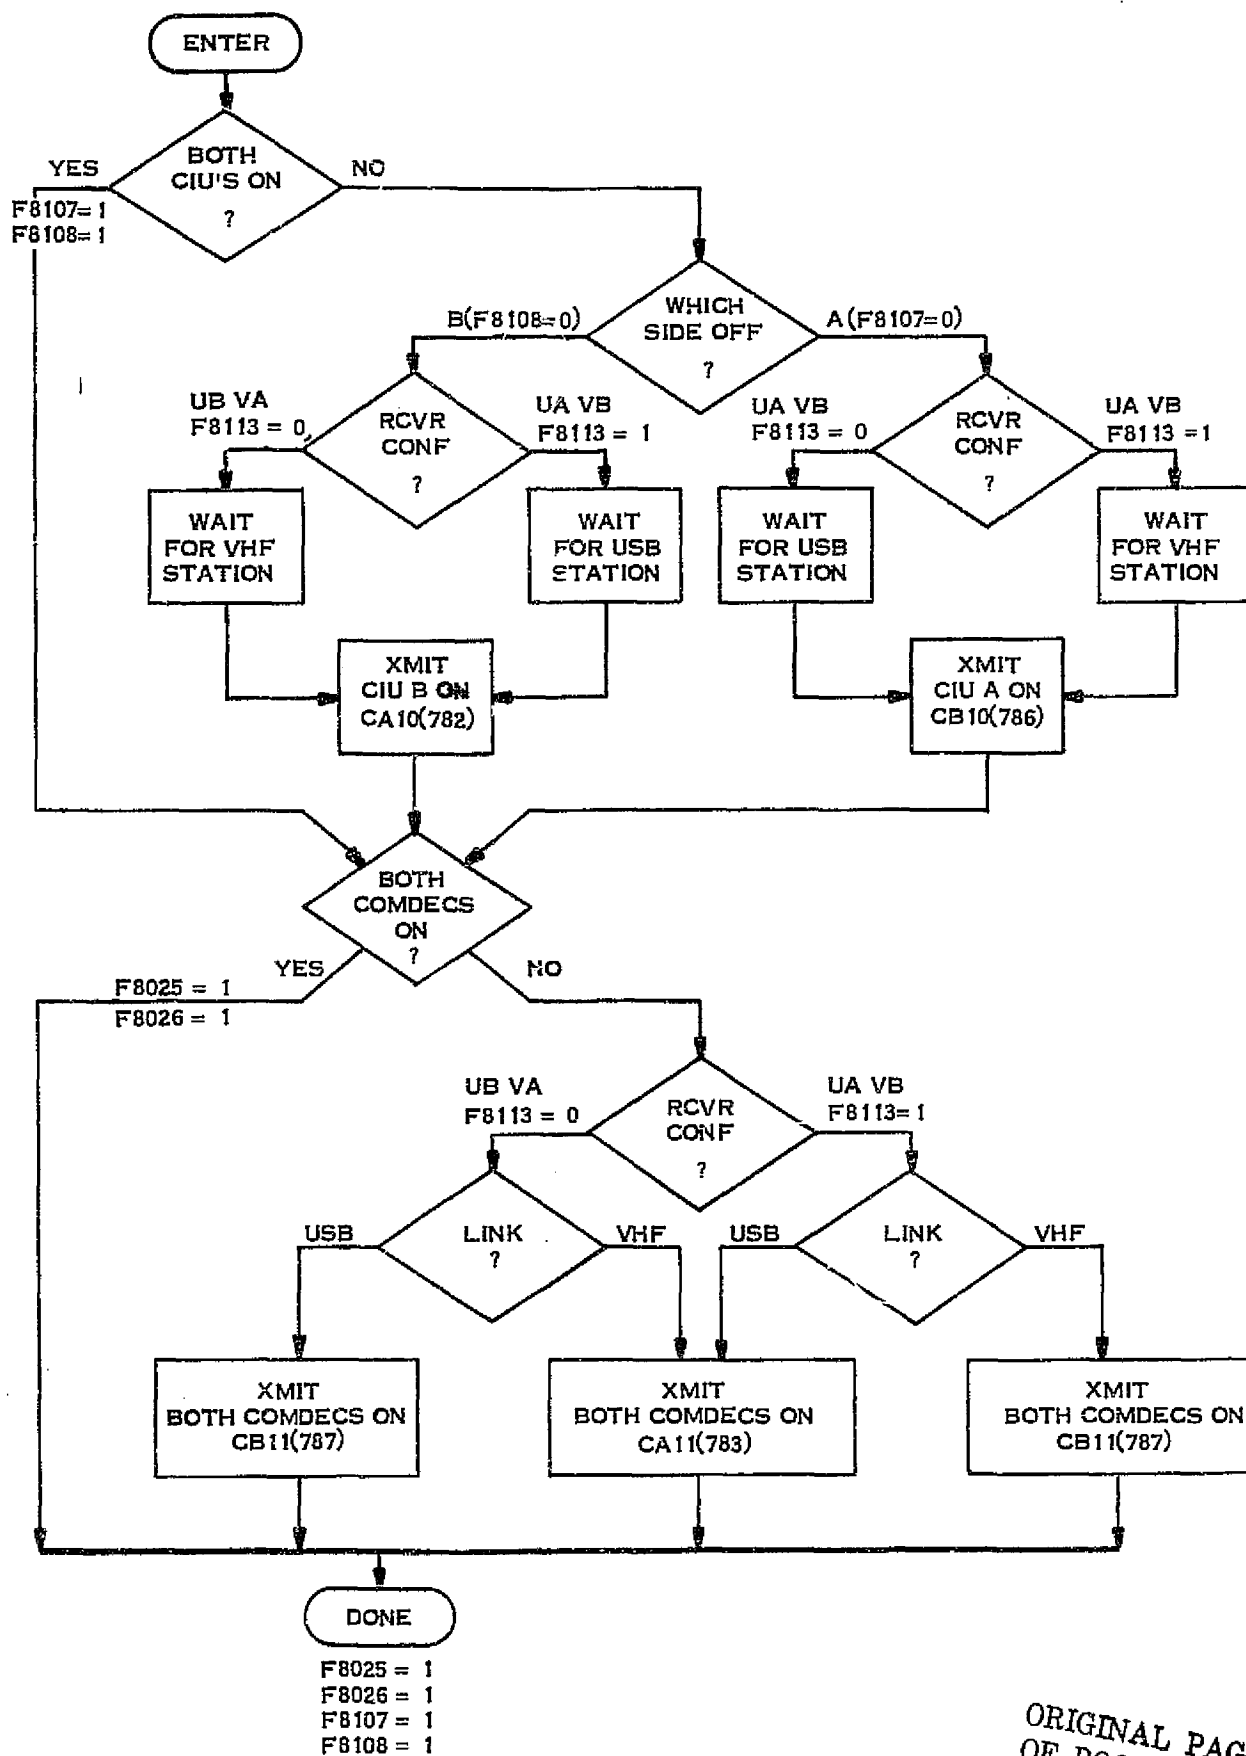 ENTER
BOTH
CIU'S ON
?
YES
NO
F8107=1
F8108=1
WHICH
SIDE OFF
?
B(F8108=0)
A(F8107=0)
UB VA
F8113 = 0
RCVR
CONF
?
UA VB
F8113 = 1
UA VB
F8113 = 0
RCVR
CONF
?
UA VB
F8113 =1
WAIT
FOR VHF
STATION
WAIT
FOR USB
STATION
WAIT
FOR USB
STATION
WAIT
FOR VHF
STATION
XMIT
CIU B ON
CA10(782)
XMIT
CIU A ON
CB10(786)
BOTH
COMDECS
ON
?
YES
NO
F8025 = 1
F8026 = 1
UB VA
F8113 = 0
RCVR
CONF
?
UA VB
F8113= 1
USB
LINK
?
VHF
USB
LINK
?
VHF
XMIT
BOTH COMDECS ON
CB11(787)
XMIT
BOTH COMDECS ON
CA11(783)
XMIT
BOTH COMDECS ON
CB11(787)
DONE
F8025 = 1
F8026 = 1
F8107 = 1
F8108 = 1
ORIGINAL PAG
OF